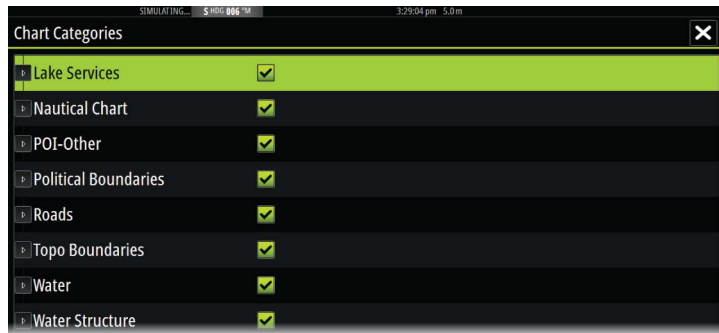 SIMULATING... S HDG 006 °M 3:29:04 pm 5.0 m
Chart Categories
Lake Services
Nautical Chart
POI-Other
Political Boundaries
Roads
Topo Boundaries
Water
Water Structure